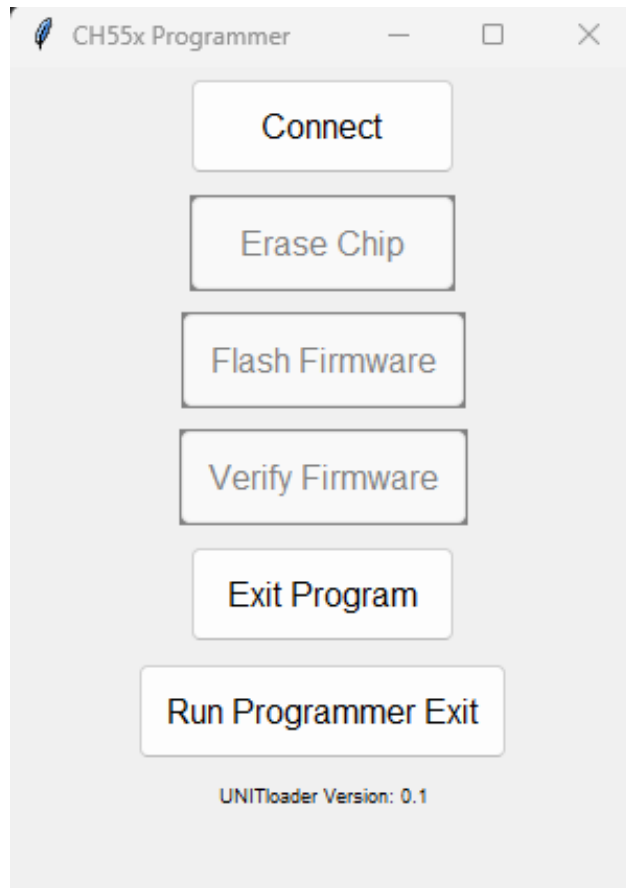 CH55x Programmer
Connect
Erase Chip
Flash Firmware
Verify Firmware
Exit Program
Run Programmer Exit
UNITloader Version: 0.1